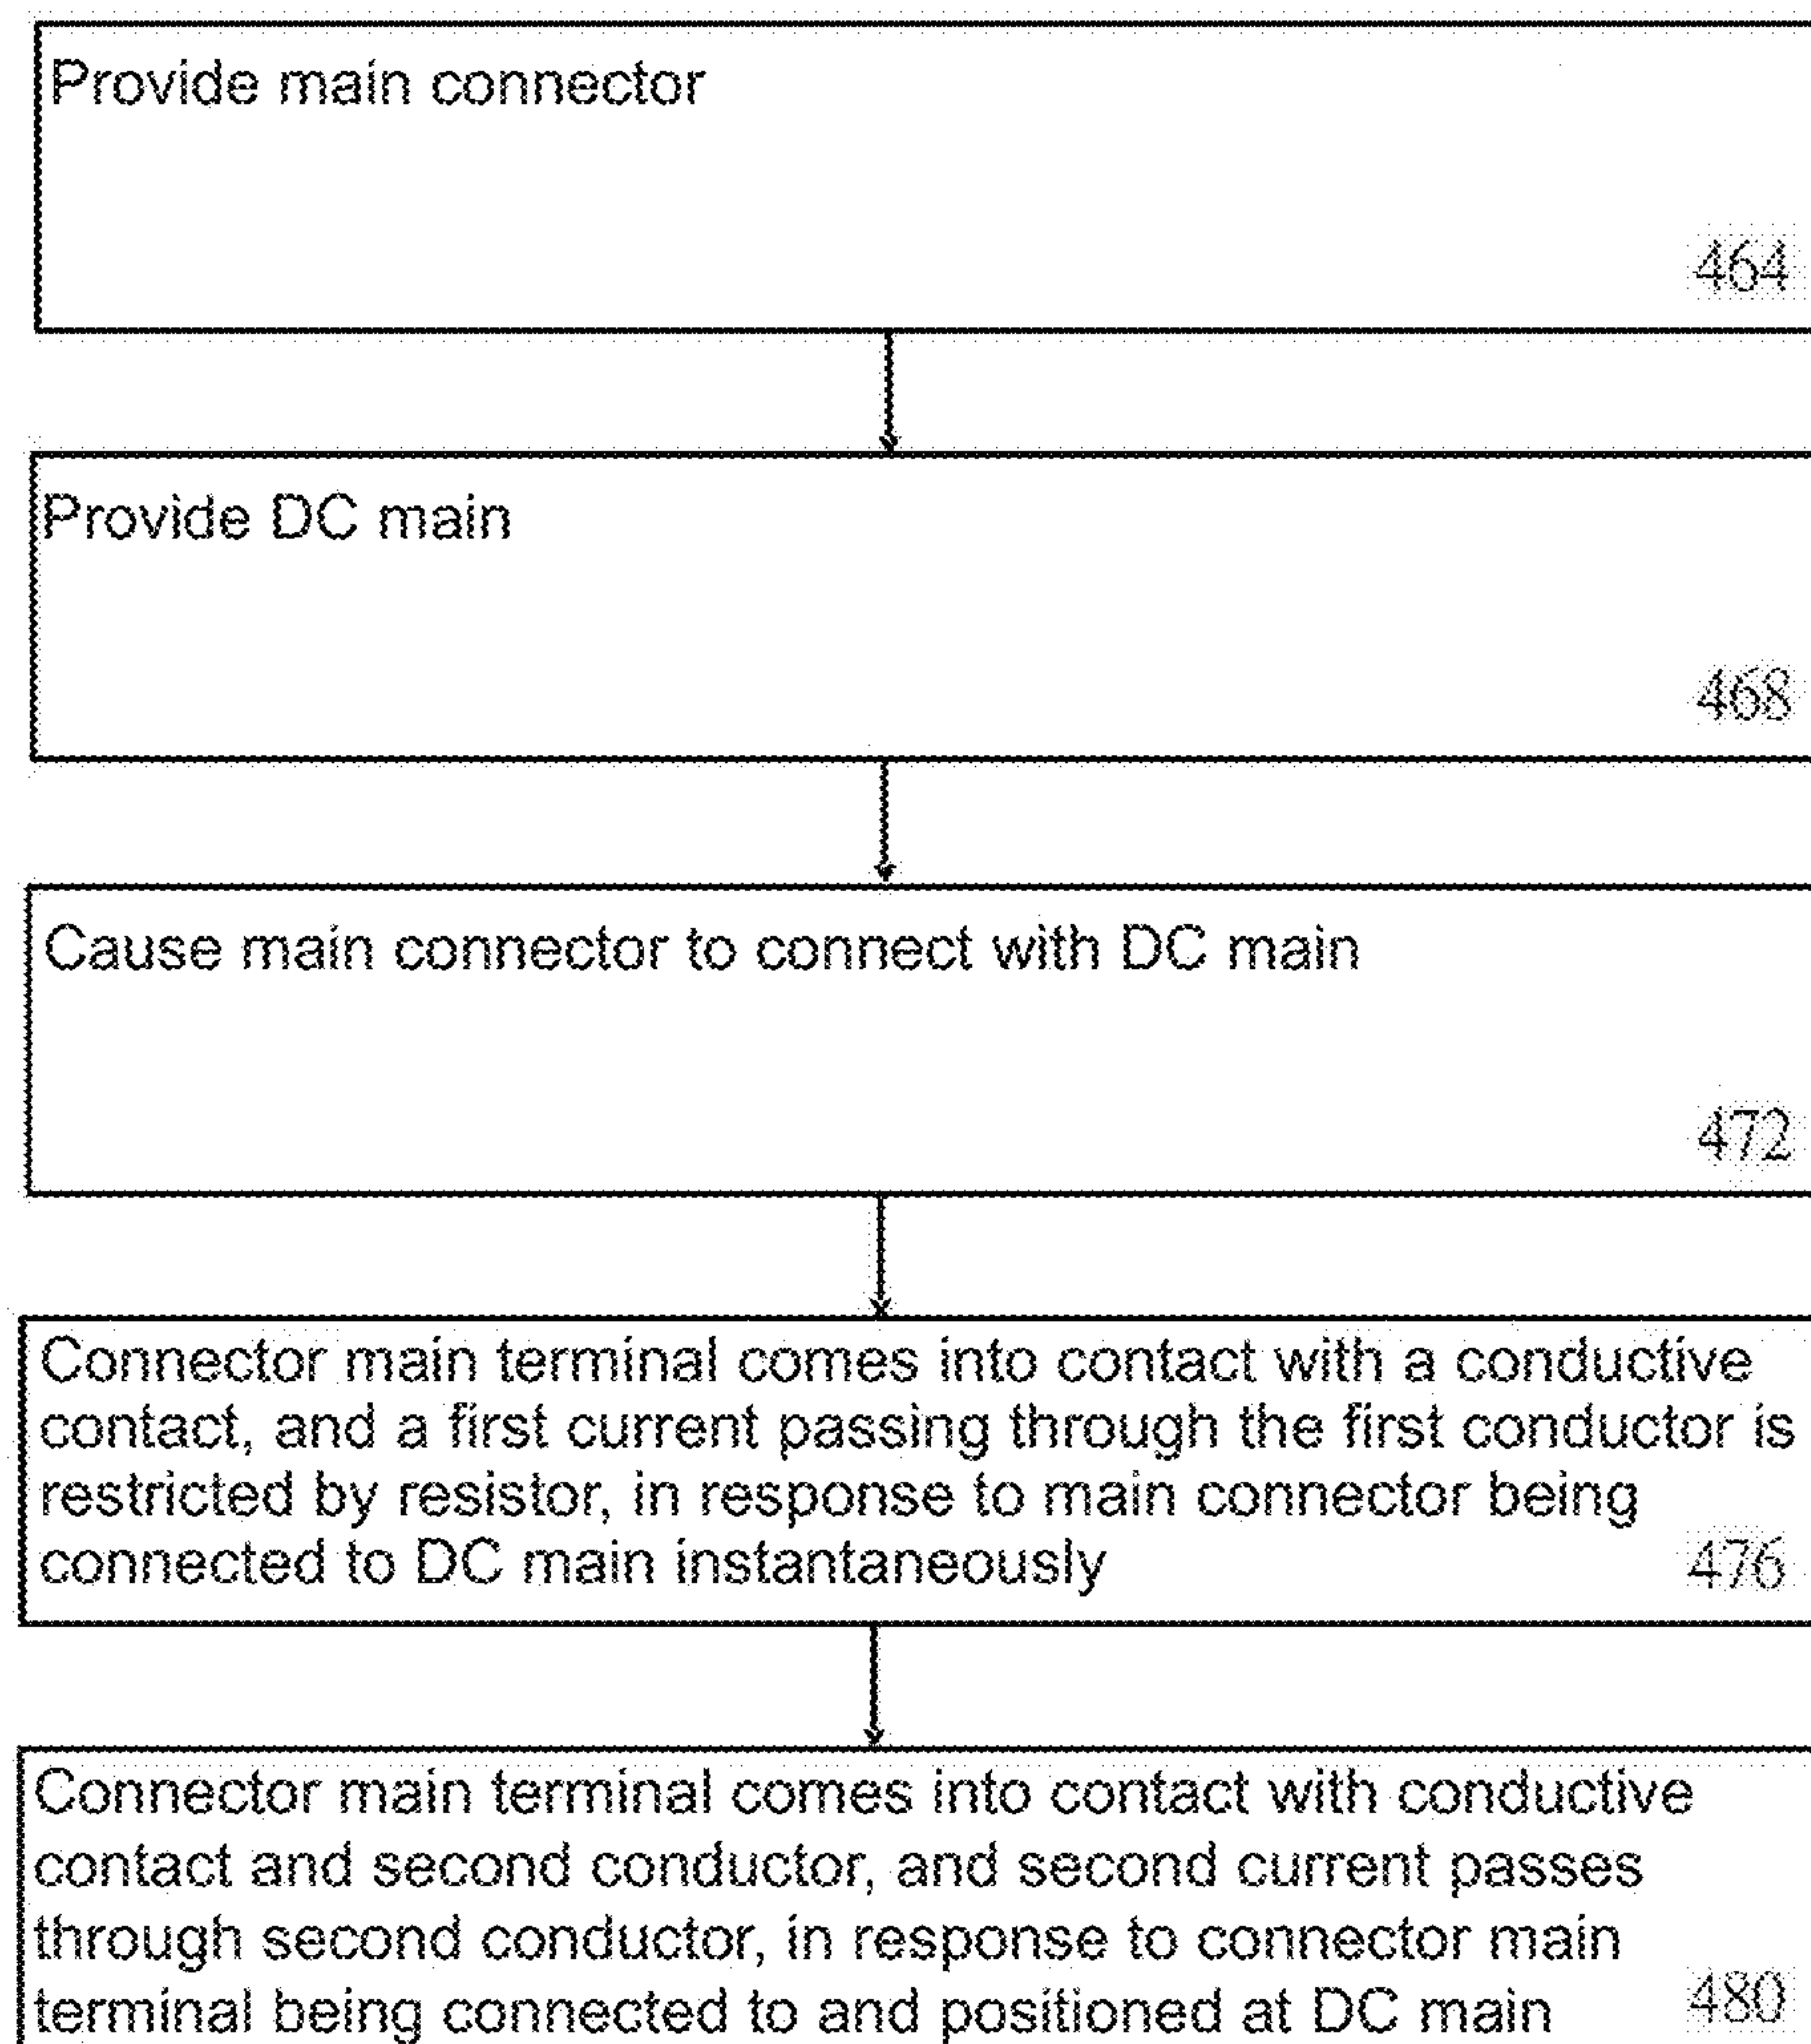 Provide main connector
464
Provide DC main
468
Cause main connector to connect with DC main
472
Connector main terminal comes into contact with a conductive
contact, and a first current passing through the first conductor is
restricted by resistor, in response to main connector being
connected to DC main instantaneously
476
Connector main terminal comes into contact with conductive
contact and second conductor, and second current passes
through second conductor, in response to connector main
terminal being connected to and positioned at DC main
480